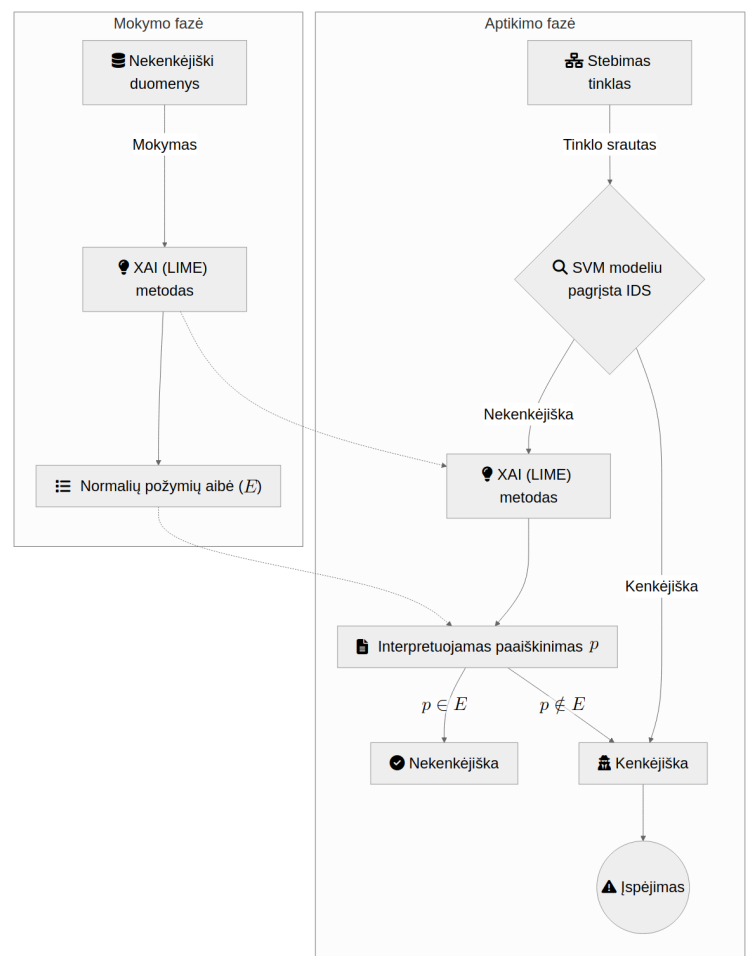 Mokymo fazė
Nekenkėjiški
duomenys
Mokymas
XAI (LIME)
metodas
Normalių požymių aibė (E)
Aptikimo fazė
Stebimas
tinklas
Tinklo srautas
SVM modeliu
pagrįsta IDS
Nekenkėjiška
XAI (LIME)
metodas
Kenkėjiška
Interpretuojamas paaiškinimas p
p ∈ E
p ∉ E
Nekenkėjiška
Kenkėjiška
Įspėjimas